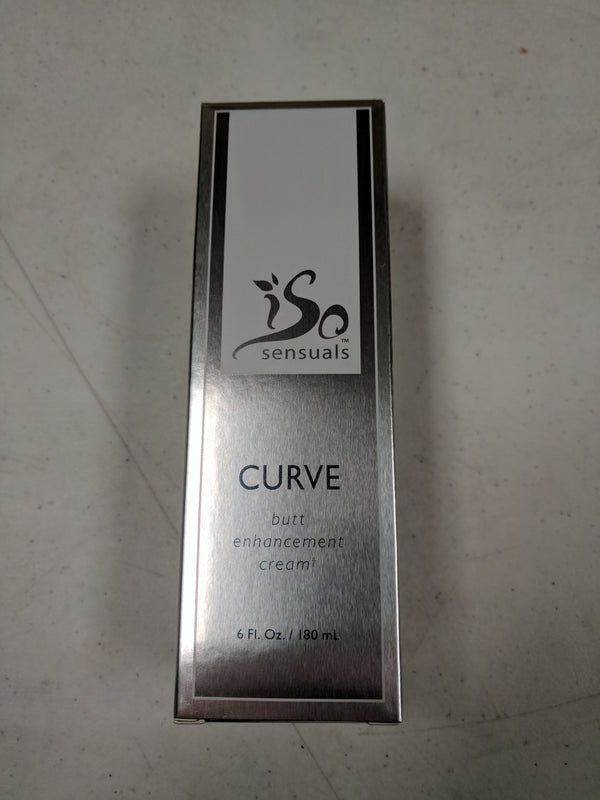 iSo
™
sensuals
CURVE
butt
enhancement
cream‡
6 Fl. Oz. / 180 mL